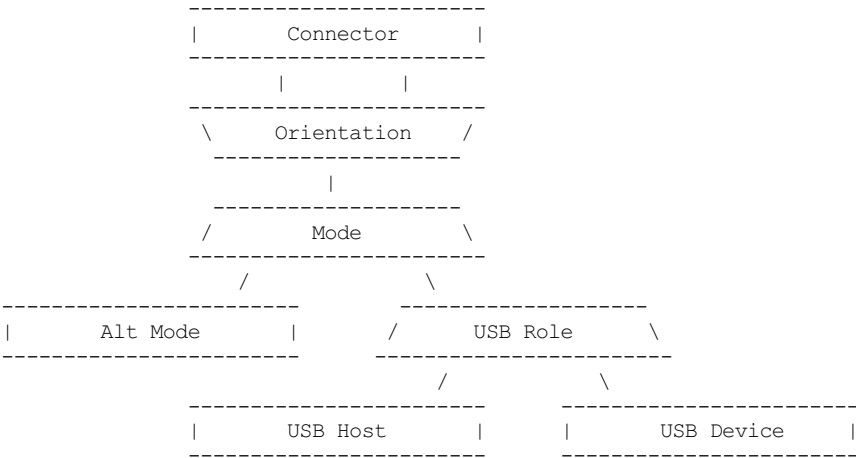 Connector
Orientation
Mode
Alt Mode USB Role
USB Host USB Device